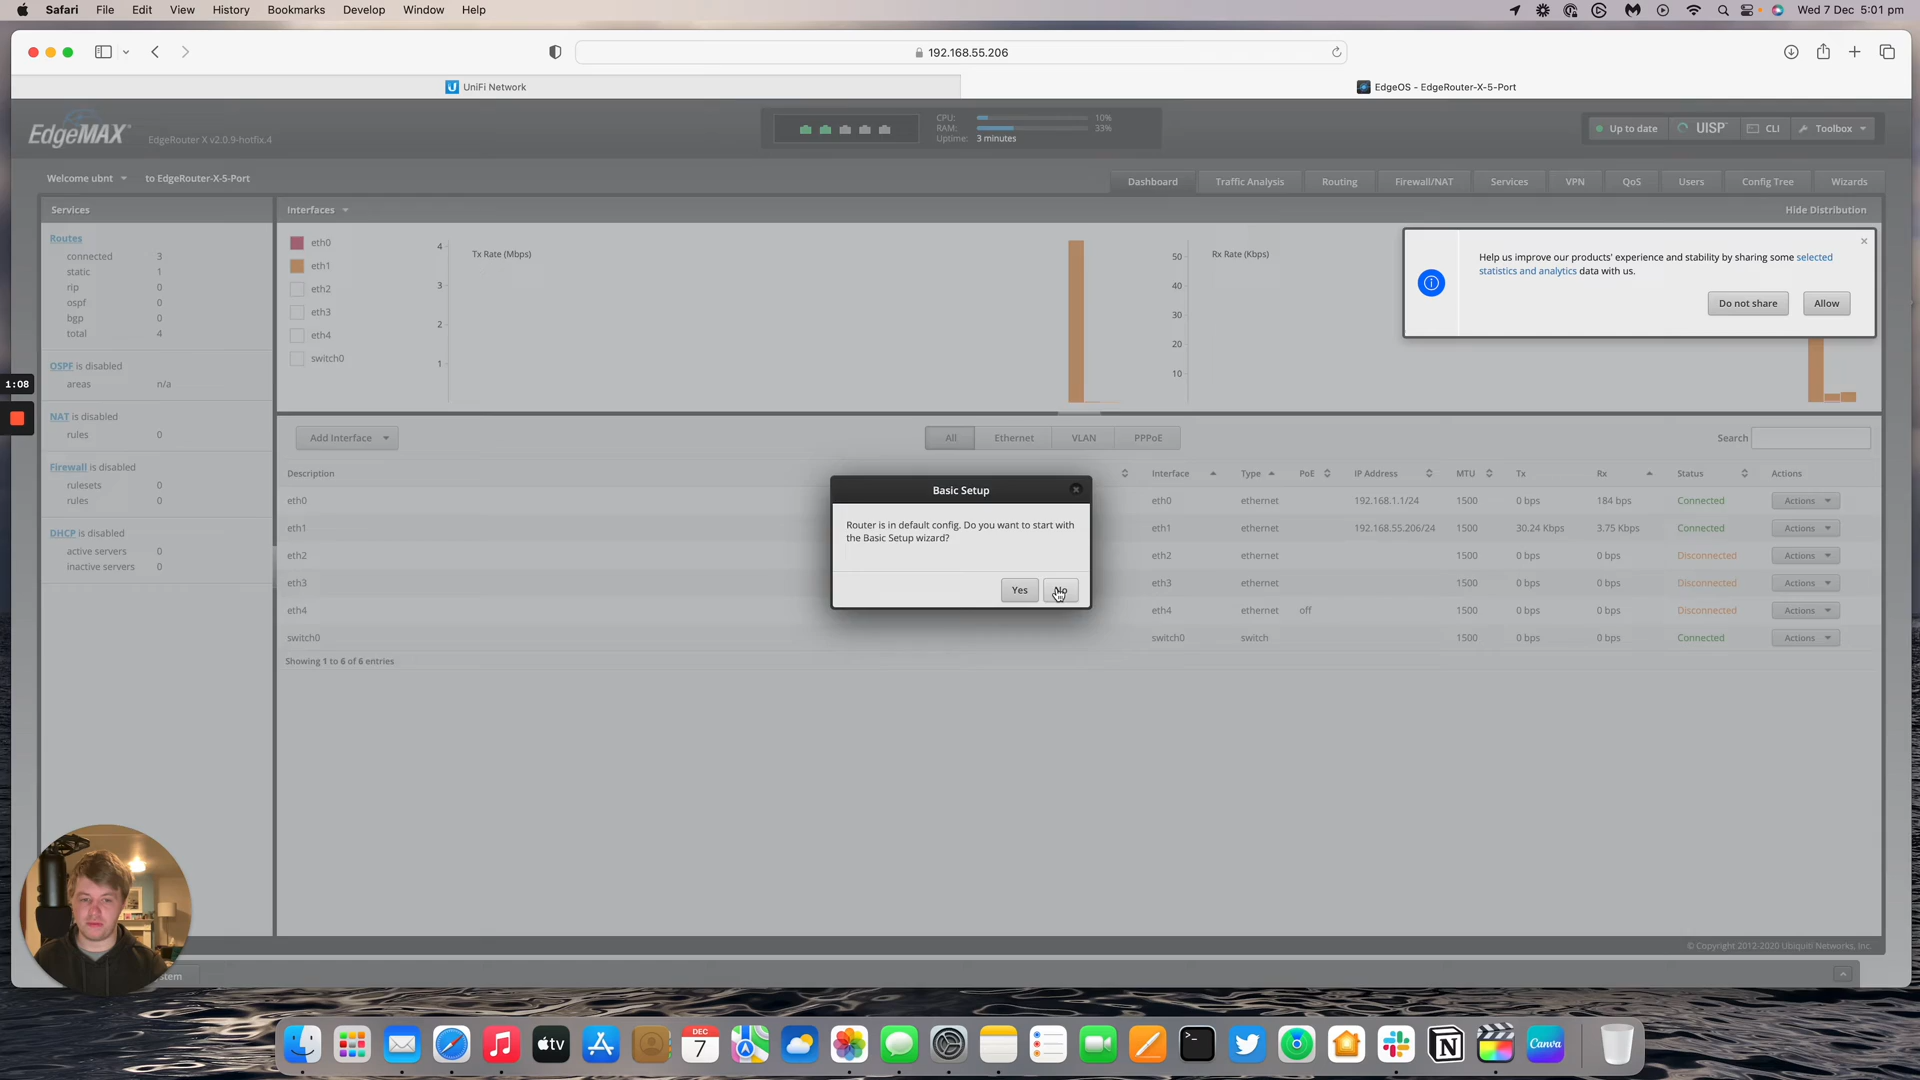 Safari File Edit View History Bookmarks Develop Window Help Wed 7 Dec 5:01 pm
192.168.55.206
UniFi Network EdgeOS - EdgeRouter-X-5-Port
EdgeMAX EdgeRouter X v2.0.9-hotfix.4
CPU: 10%
RAM: 33%
Uptime: 3 minutes
Up to date UISP CLI Toolbox
Welcome ubnt to EdgeRouter-X-5-Port
Dashboard Traffic Analysis Routing Firewall/NAT Services VPN QoS Users Config Tree Wizards
Services
Routes
connected 3
static 1
rip 0
ospf 0
bgp 0
total 4
OSPF is disabled
areas n/a
NAT is disabled
rules 0
Firewall is disabled
rulesets 0
rules 0
DHCP is disabled
active servers 0
inactive servers 0
1:08
Interfaces Hide Distribution
eth0
eth1
eth2
eth3
eth4
switch0
Tx Rate (Mbps)
4
3
2
1
Rx Rate (Kbps)
50
40
30
20
10
Help us improve our products' experience and stability by sharing some selected
statistics and analytics data with us.
Do not share Allow
Add Interface All Ethernet VLAN PPPoE Search
Description Interface Type PoE IP Address MTU Tx Rx Status Actions
eth0 eth0 ethernet 192.168.1.1/24 1500 0 bps 184 bps Connected Actions
eth1 eth1 ethernet 192.168.55.206/24 1500 30.24 Kbps 3.75 Kbps Connected Actions
eth2 eth2 ethernet 1500 0 bps 0 bps Disconnected Actions
eth3 eth3 ethernet 1500 0 bps 0 bps Disconnected Actions
eth4 eth4 ethernet off 1500 0 bps 0 bps Disconnected Actions
switch0 switch0 switch 1500 0 bps 0 bps Connected Actions
Showing 1 to 6 of 6 entries
Basic Setup
Router is in default config. Do you want to start with
the Basic Setup wizard?
Yes No
© Copyright 2012-2020 Ubiquiti Networks, Inc.
stem
tv
DEC
7
Canva